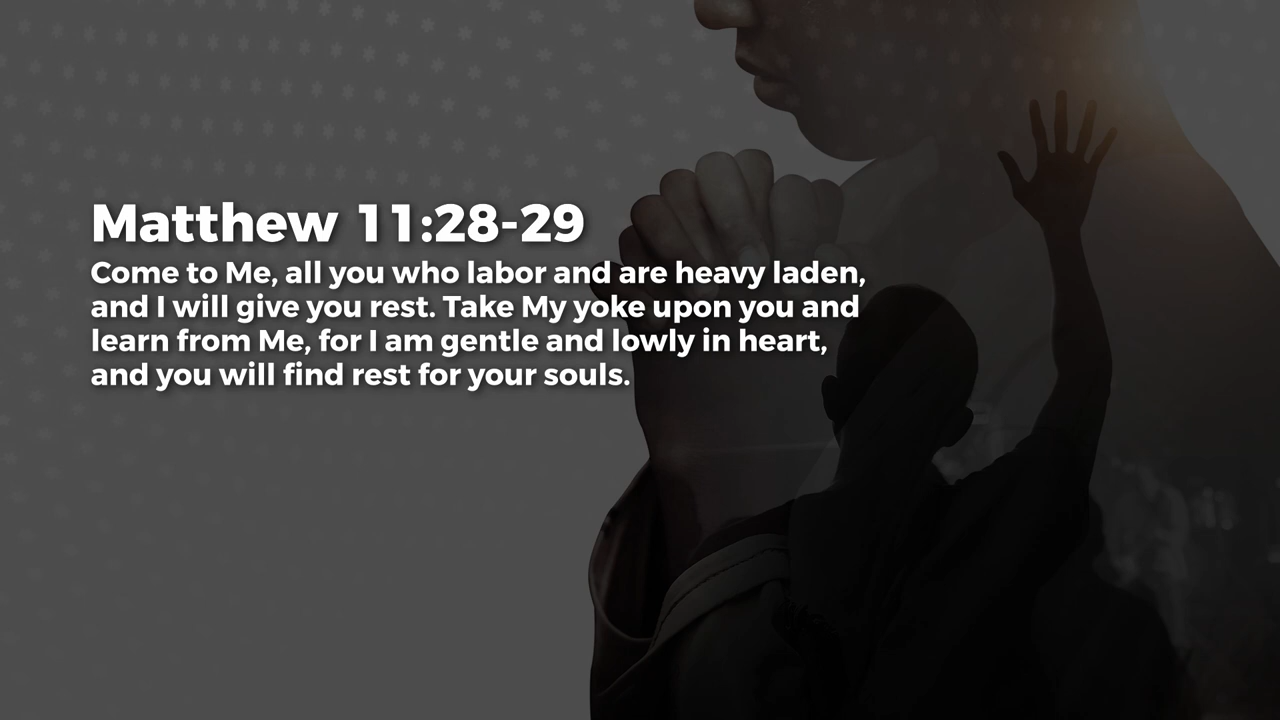 Matthew 11:28-29
Come to Me, all you who labor and are heavy laden,
and I will give you rest. Take My yoke upon you and
learn from Me, for I am gentle and lowly in heart,
and you will find rest for your souls.